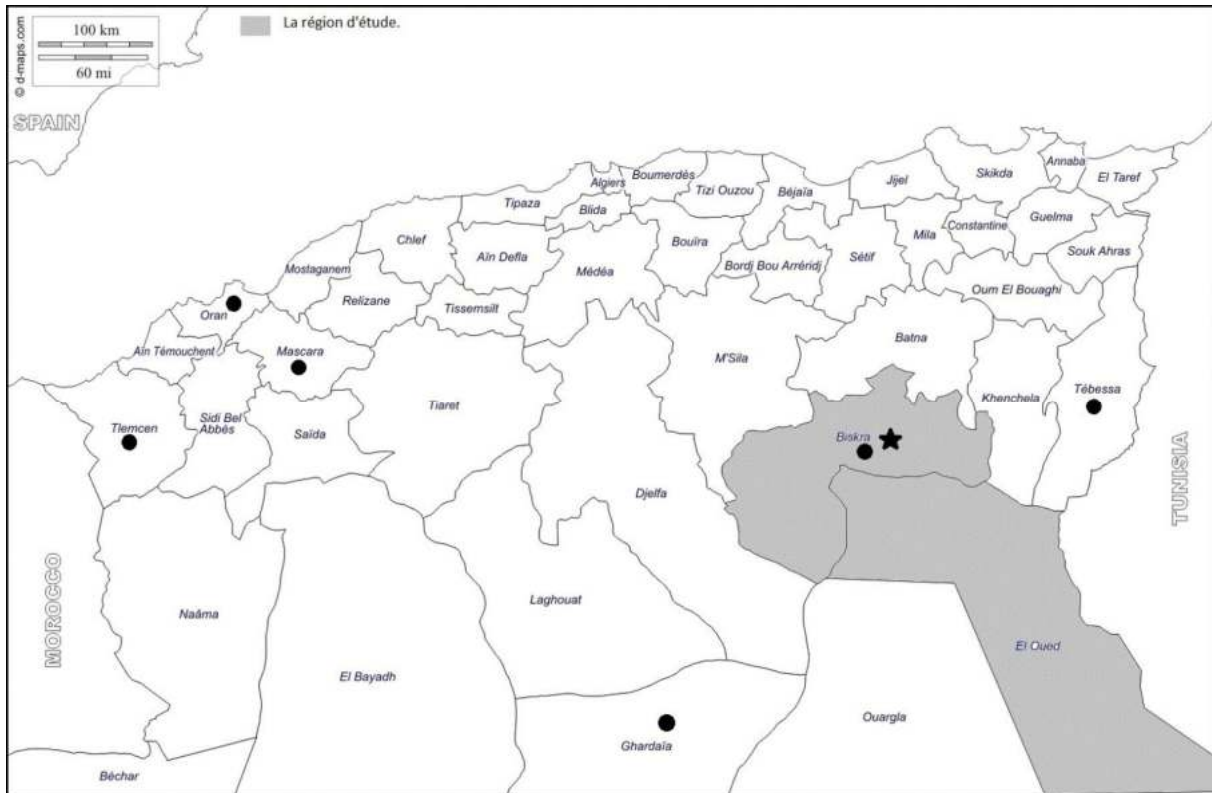 100 km
60 mi
© d-maps.com
La région d'étude.
SPAIN
Annaba
Skikda
El Taref
Algiers
Boumerdès
Tizi Ouzou
Béjaïa
Jijel
Tipaza
Blida
Guelma
Constantine
Mila
Chlef
Bouïra
Sétif
Souk Ahras
Aïn Defla
Médéa
Bordj Bou Arréridj
Mostaganem
Oum El Bouaghi
Relizane
Tissemsilt
Oran
Batna
Aïn Témouchent
Mascara
M'Sila
Tébessa
Khenchela
Tiaret
Sidi Bel
Abbés
Tlemcen
Saïda
Biskra
TUNISIA
Djelfa
Laghouat
MOROCCO
Naâma
El Oued
El Bayadh
Ouargla
Ghardaïa
Béchar